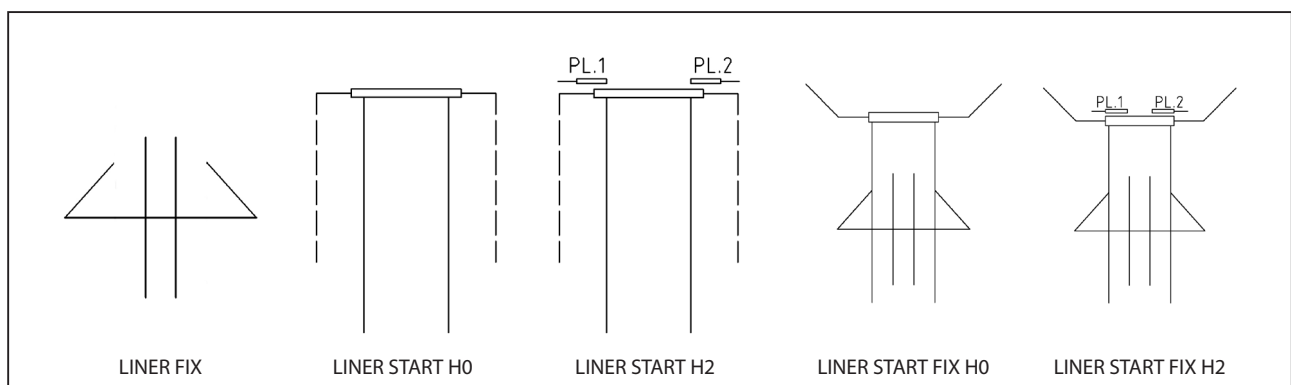 PL.1 PL.2
PL.1 PL.2
LINER FIX
LINER START H0
LINER START H2
LINER START FIX H0
LINER START FIX H2